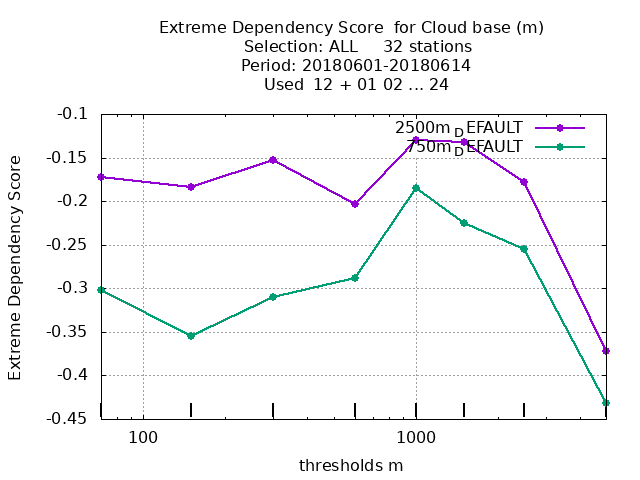 Extreme Dependency Score  for Cloud base (m)
Selection: ALL     32 stations
Period: 20180601-20180614
Used  12 + 01 02 ... 24
-0.1
-0.15
-0.2
-0.25
-0.3
-0.35
-0.4
-0.45
Extreme Dependency Score
2500m_DEFAULT
750m_DEFAULT
100
1000
thresholds m